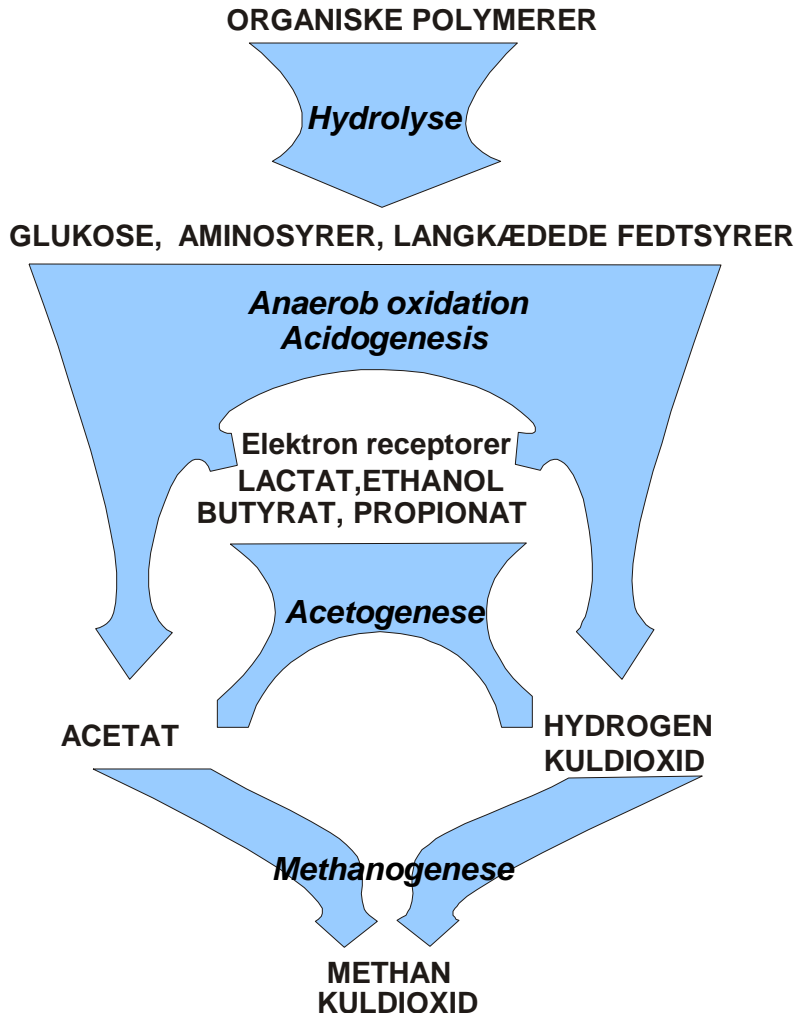 ORGANISKE POLYMERER
Hydrolyse
GLUKOSE, AMINOSYRER, LANGKÆDEDE FEDTSYRER
Anaerob oxidation
Acidogenesis
Elektron receptorer
LACTAT,ETHANOL
BUTYRAT, PROPIONAT
Acetogenese
ACETAT
HYDROGEN
KULDIOXID
Methanogenese
METHAN
KULDIOXID